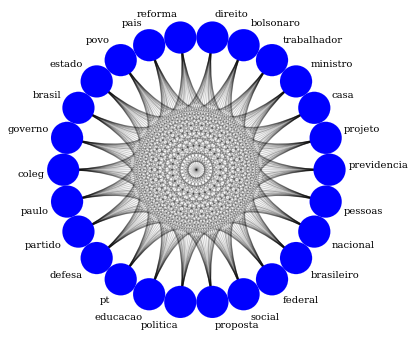 reforma
direito
pais
bolsonaro
povo
trabalhador
estado
ministro
brasil
casa
governo
projeto
coleg
previdencia
paulo
pessoas
partido
nacional
defesa
brasileiro
pt
federal
educacao
social
politica
proposta